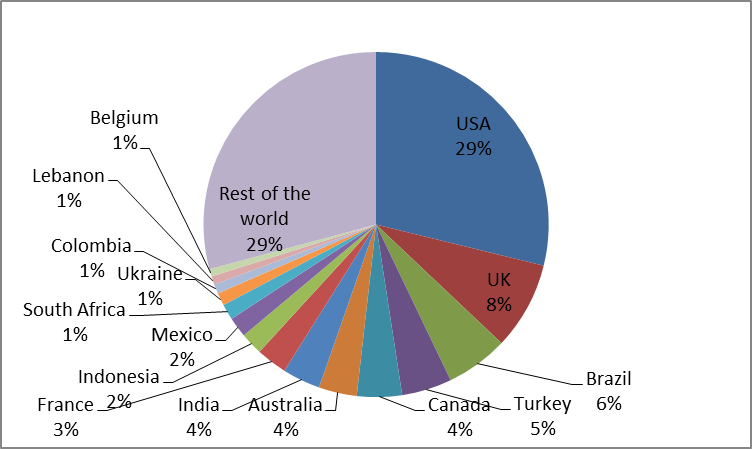 USA
29%
UK
8%
Brazil
6%
Turkey
5%
Canada
4%
Australia
4%
India
4%
France
3%
Indonesia
2%
Mexico
2%
South Africa
1%
Ukraine
1%
Colombia
1%
Lebanon
1%
Belgium
1%
Rest of the
world
29%